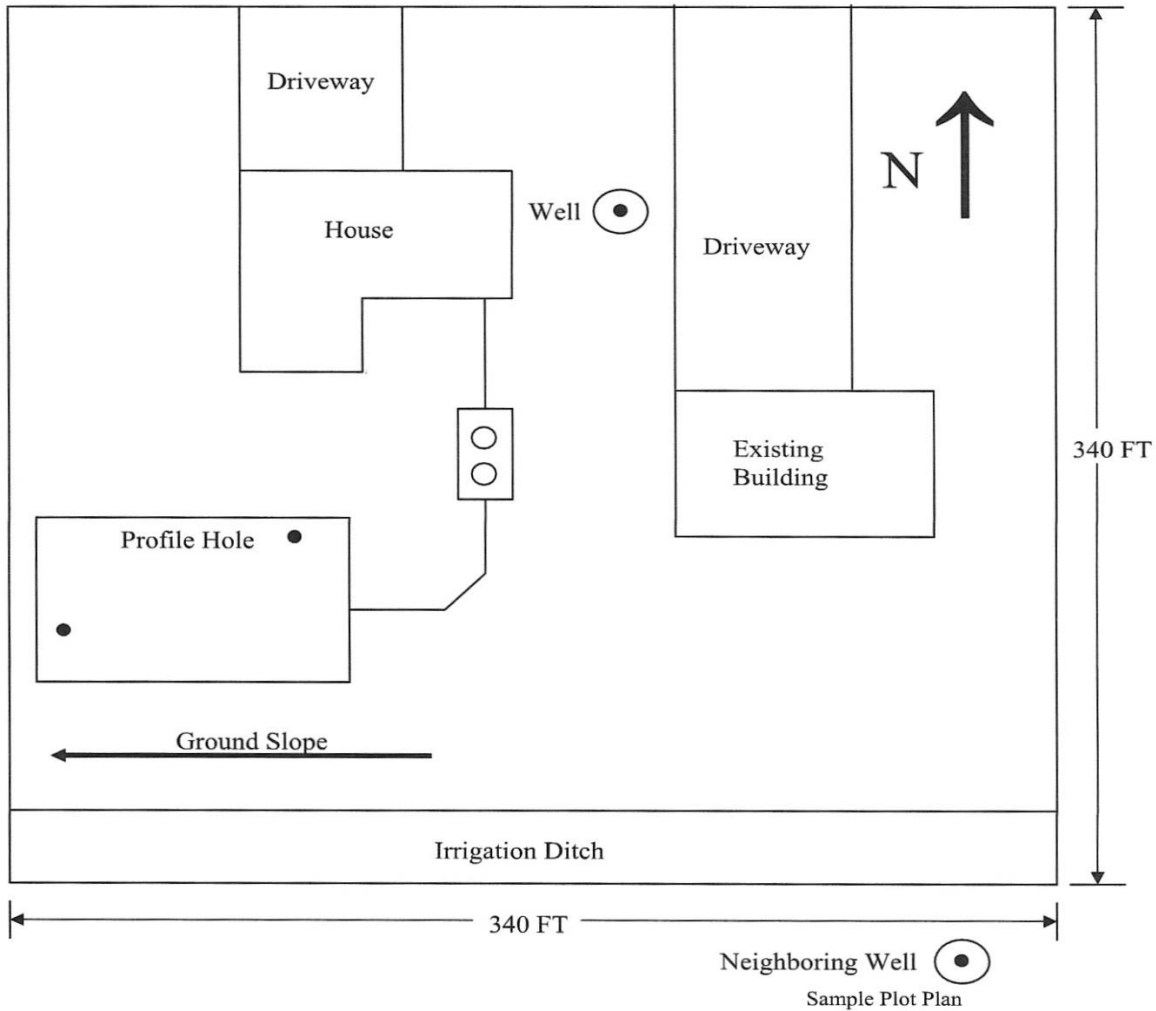 Driveway
N
Well
House
Driveway
Existing
Building
340 FT
Profile Hole
Ground Slope
Irrigation Ditch
340 FT
Neighboring Well
Sample Plot Plan